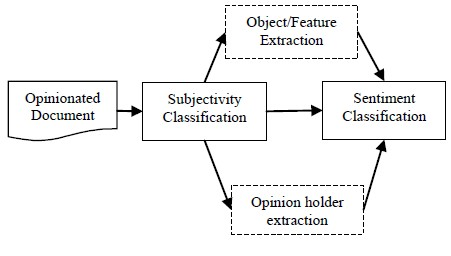 Object/Feature
Extraction
Opinionated
Document
Subjectivity
Classification
Sentiment
Classification
Opinion holder
extraction